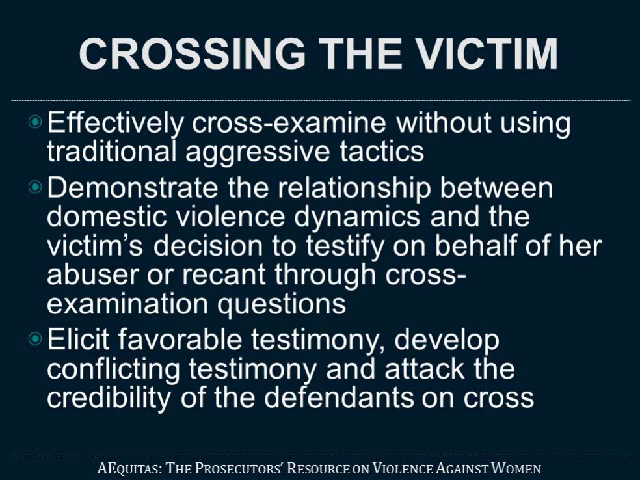 CROSSING THE VICTIM
Effectively cross-examine without using
traditional aggressive tactics
Demonstrate the relationship between
domestic violence dynamics and the
victim's decision to testify on behalf of her
abuser or recant through cross-
examination questions
Elicit favorable testimony, develop
conflicting testimony and attack the
credibility of the defendants on cross
AEQUITAS: THE PROSECUTORS' RESOURCE ON VIOLENCE AGAINST WOMEN